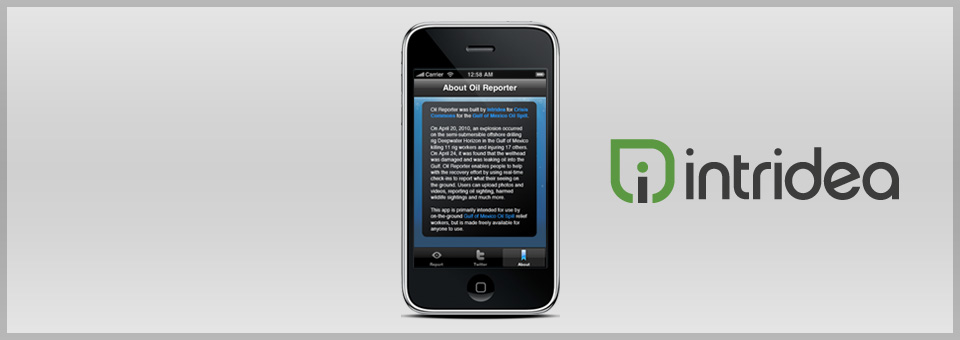 Carrier 12:58 AM
About Oil Reporter
Oil Reporter was built by Intridea for Crisis
Commons for the Gulf of Mexico Oil Spill.
On April 20, 2010, an explosion occurred
on the semi-submersible offshore drilling
rig Deepwater Horizon in the Gulf of Mexico
killing 11 rig workers and injuring 17 others.
On April 24, it was found that the wellhead
was damaged and was leaking oil into the
Gulf. Oil Reporter enables people to help
with the recovery effort by using real-time
check-ins to report what their seeing on
the ground. Users can upload photos and
videos, reporting oil sighting, harmed
wildlife sightings and much more.
This app is primarily intended for use by
on-the-ground Gulf of Mexico Oil Spill relief
workers, but is made freely available for
anyone to use.
Report Twitter About
intridea